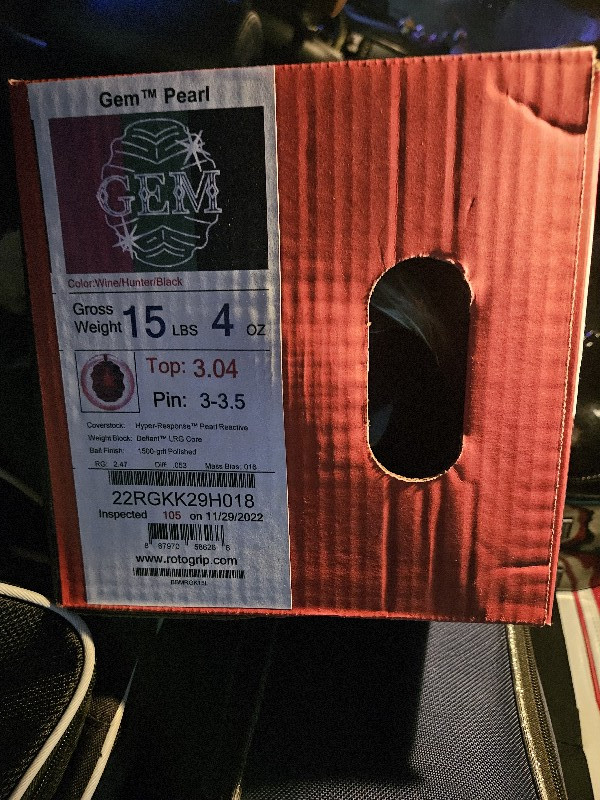 Gem™ Pearl
GEM
Color:Wine/Hunter/Black
Gross Weight 15 LBS 4 OZ
Top: 3.04
Pin: 3-3.5
Coverstock: Hyper-Response™ Pearl Reactive
Weight Block: Defiant™ LRG Core
Ball Finish: 1500-grit Polished
RG: 2.47 Diff: .053 Mass Bias: 018
22RGKK29H018
Inspected 105 on 11/29/2022
www.rotogrip.com